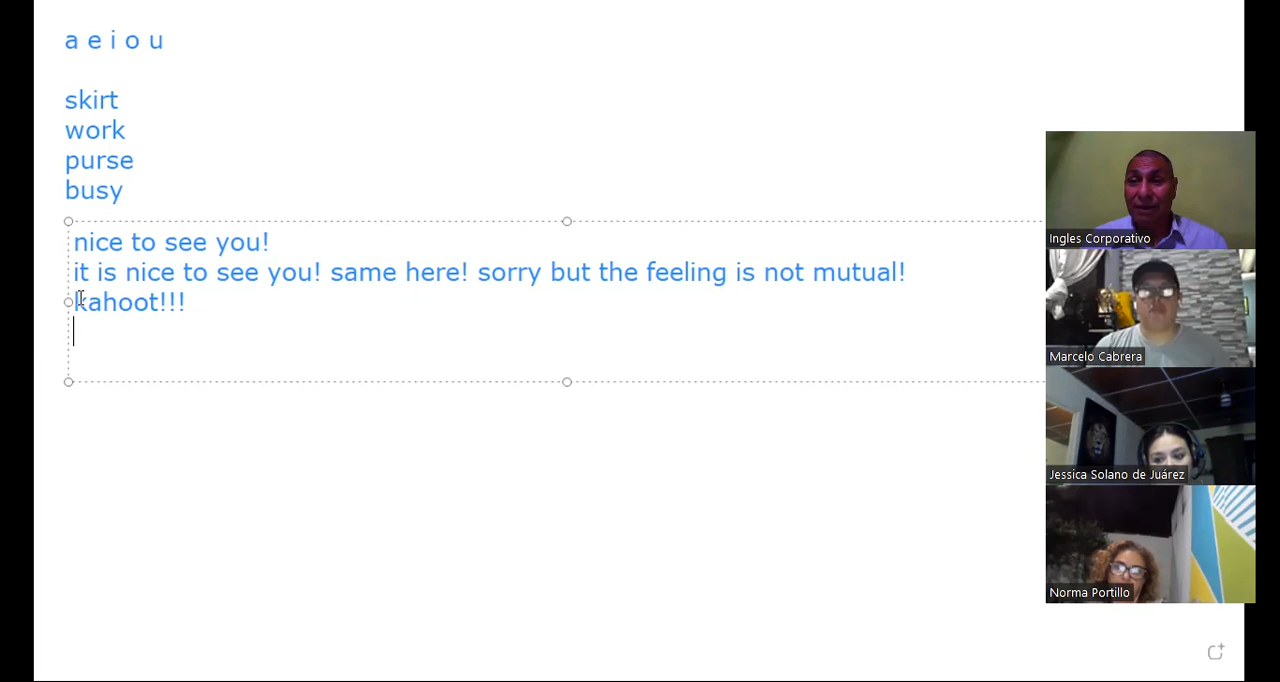 a e i o u
skirt
work
purse
busy
nice to see you!
it is nice to see you! same here! sorry but the feeling is not mutual!
kahoot!!!
Ingles Corporativo
Marcelo Cabrera
Jessica Solano de Juárez
Norma Portillo